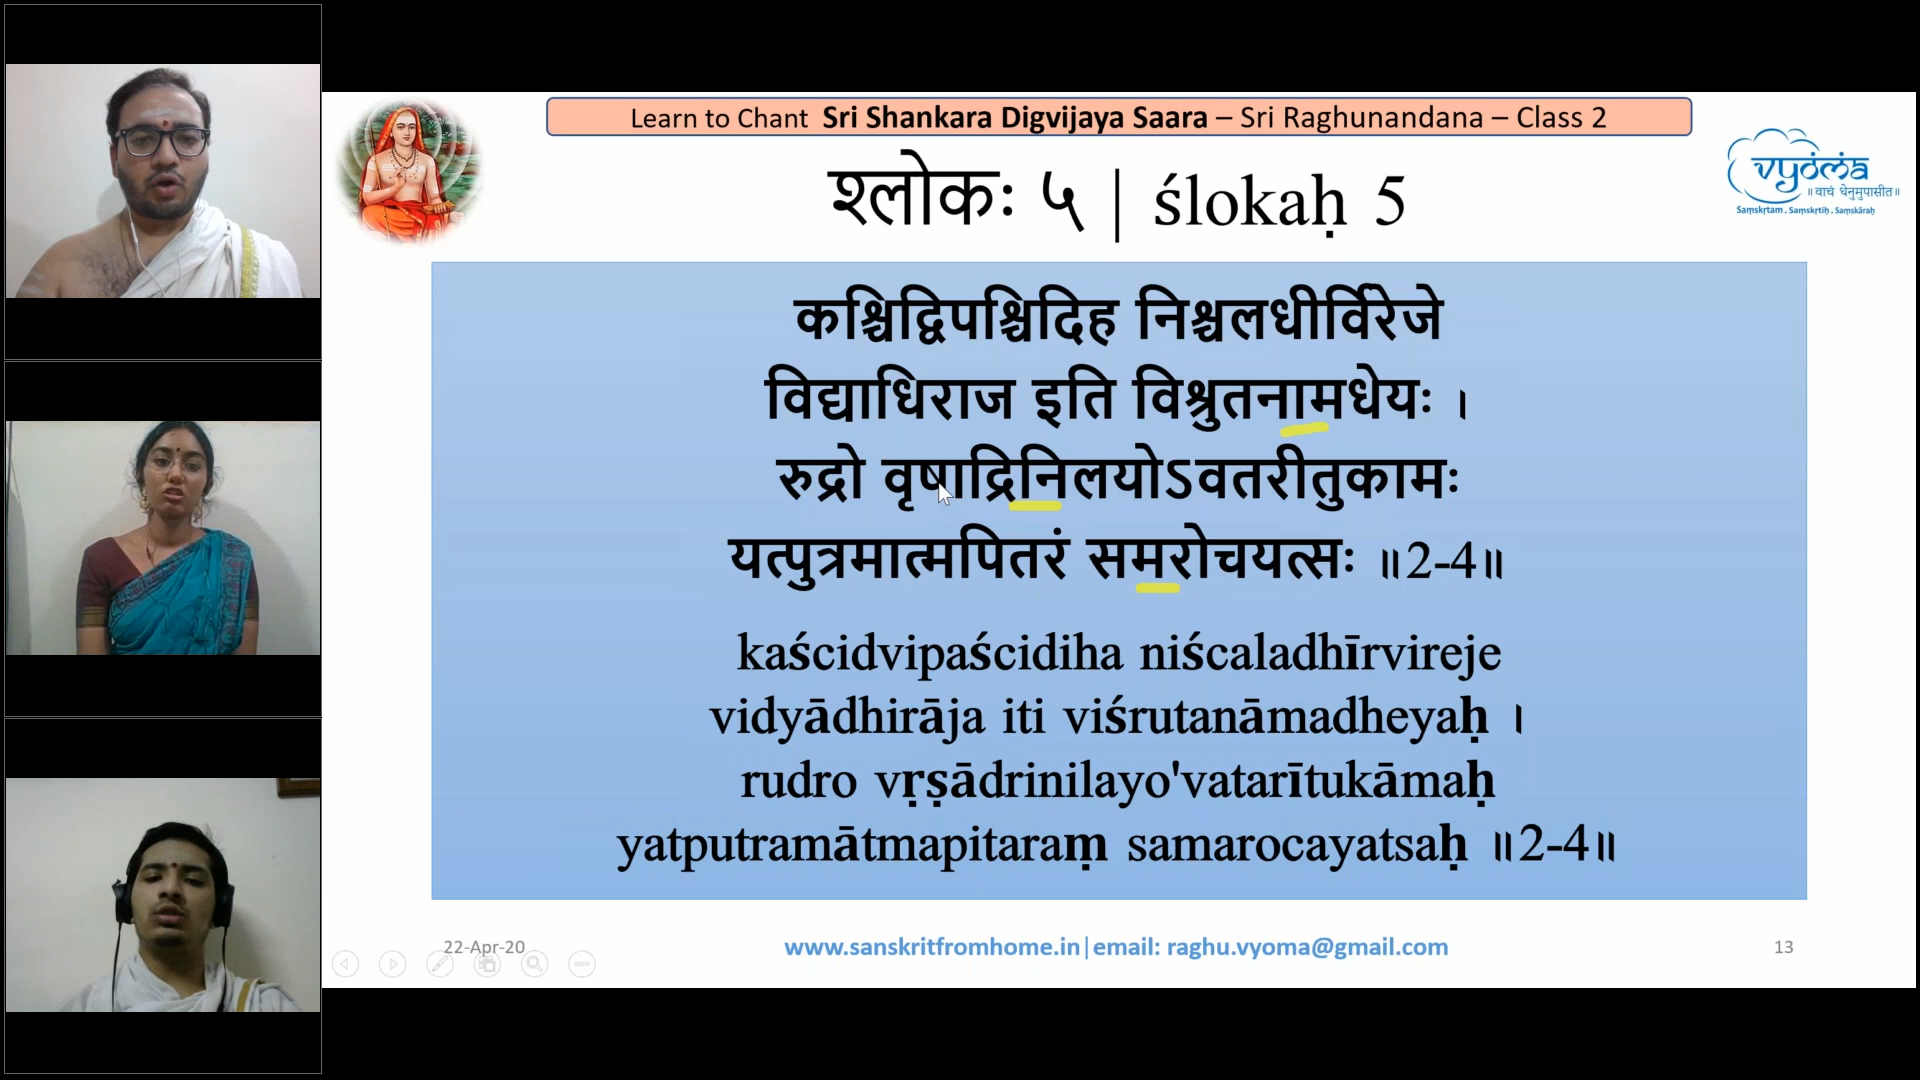 Learn to Chant Sri Shankara Digvijaya Saara – Sri Raghunandana – Class 2
श्लोकः ५ | ślokaḥ 5
vyoma
॥ वाचं धेनुमुपासीत॥
Saṃskṛtam . Saṃskṛtiḥ . Saṃskāraḥ
कश्चिद्विपश्चिदिह निश्चलधीर्विरेजे
विद्याधिराज इति विश्रुतनामधेयः ।
रुद्रो वृषाद्रिनिलयोऽवतरीतुकामः
यत्पुत्रमात्मपितरं समरोचयत्सः ॥2-4॥
kaścidvipaścidiha niścaladhīrvireje
vidyādhirāja iti viśrutanāmadheyaḥ ।
rudro vṛṣādrinilayo'vatarītukāmaḥ
yatputramātmapitaraṃ samarocayatsaḥ ॥2-4॥
22-Apr-20
www.sanskritfromhome.in|email: raghu.vyoma@gmail.com
13